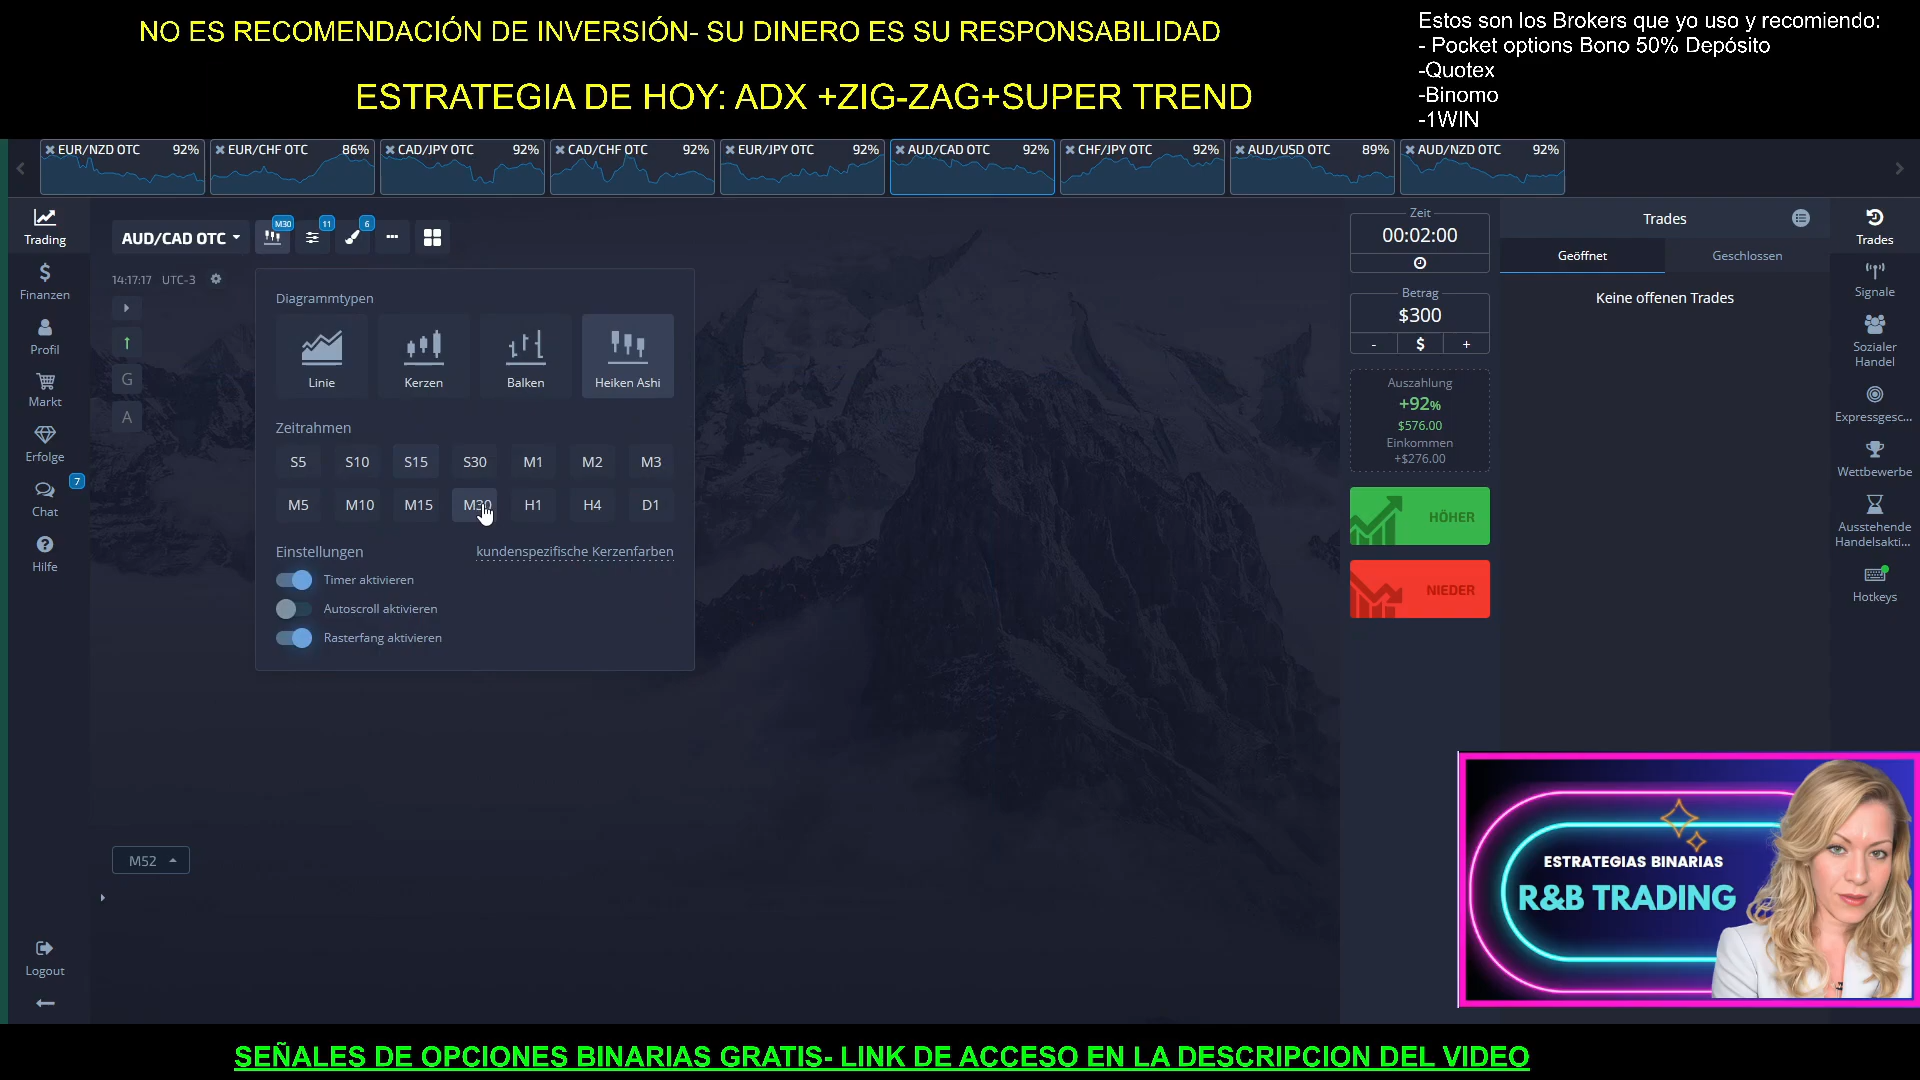 NO ES RECOMENDACIÓN DE INVERSIÓN- SU DINERO ES SU RESPONSABILIDAD
ESTRATEGIA DE HOY: ADX +ZIG-ZAG+SUPER TREND
Estos son los Brokers que yo uso y recomiendo:
- Pocket options Bono 50% Depósito
-Quotex
-Binomo
-1WIN
EUR/NZD OTC 92%
EUR/CHF OTC 86%
CAD/JPY OTC 92%
CAD/CHF OTC 92%
EUR/JPY OTC 92%
AUD/CAD OTC 92%
CHF/JPY OTC 92%
AUD/USD OTC 89%
AUD/NZD OTC 92%
Trading
Finanzen
Profil
Markt
Erfolge
7
Chat
Hilfe
Logout
AUD/CAD OTC
M30
11
6
14:17:17 UTC-3
G
A
Diagrammtypen
Linie
Kerzen
Balken
Heiken Ashi
Zeitrahmen
S5 S10 S15 S30 M1 M2 M3
M5 M10 M15 M30 H1 H4 D1
Einstellungen
kundenspezifische Kerzenfarben
Timer aktivieren
Autoscroll aktivieren
Rasterfang aktivieren
M52
Zeit
00:02:00
Betrag
$300
- $ +
Auszahlung
+92%
$576.00
Einkommen
+$276.00
HÖHER
NIEDER
Trades
Geöffnet
Geschlossen
Keine offenen Trades
Trades
Signale
Sozialer
Handel
Expressgesc...
Wettbewerbe
Ausstehende
Handelsakti...
Hotkeys
ESTRATEGIAS BINARIAS
R&B TRADING
SEÑALES DE OPCIONES BINARIAS GRATIS- LINK DE ACCESO EN LA DESCRIPCION DEL VIDEO